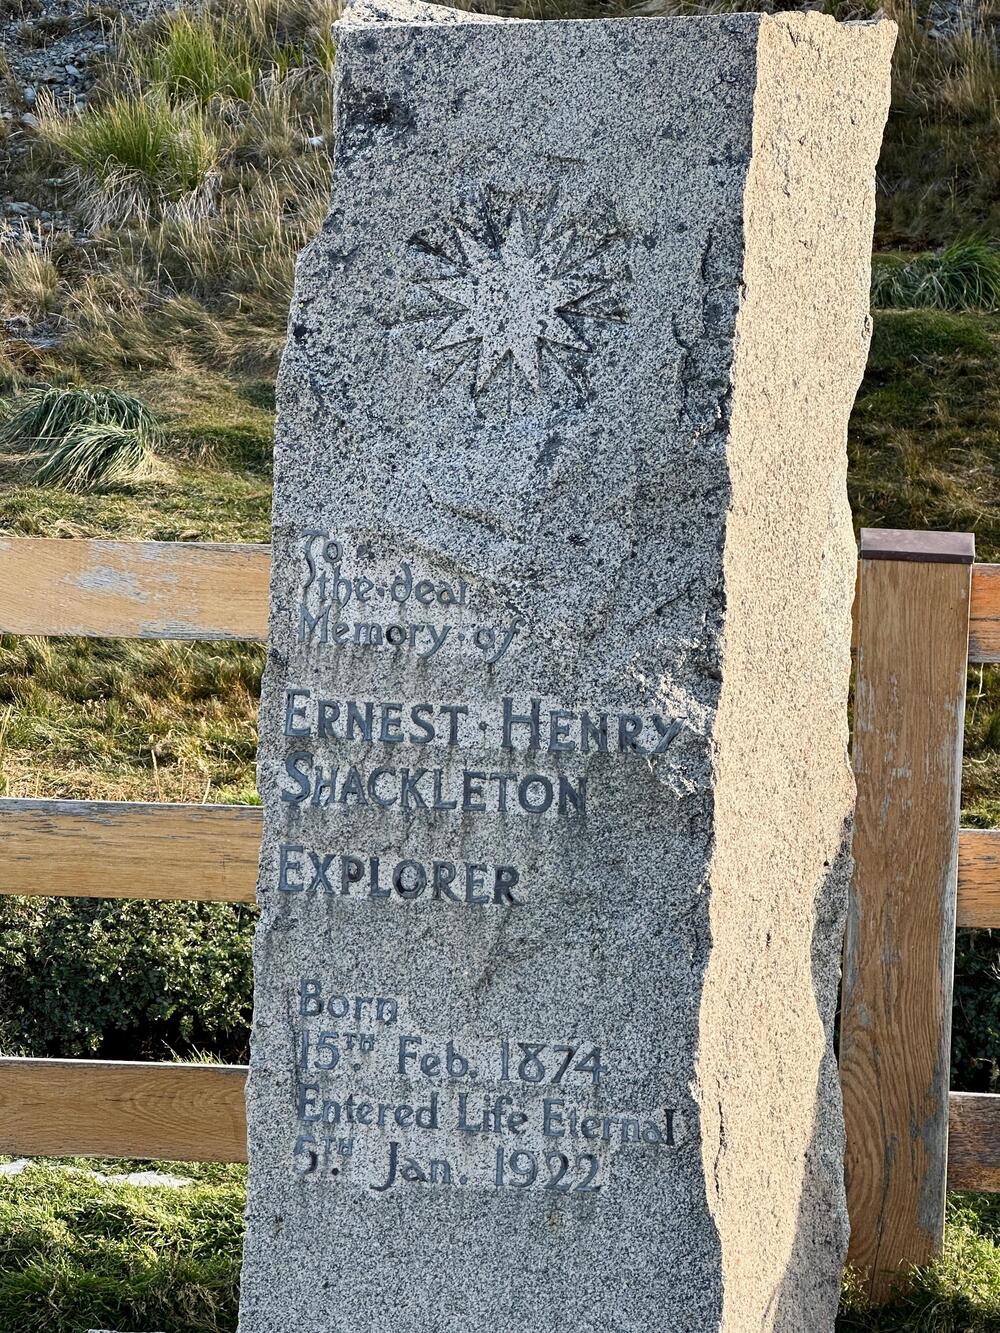 To
the · dear
Memory · of
ERNEST · HENRY
SHACKLETON
EXPLORER
Born
15TH Feb. 1874
Entered Life Eternal
5TH Jan. 1922